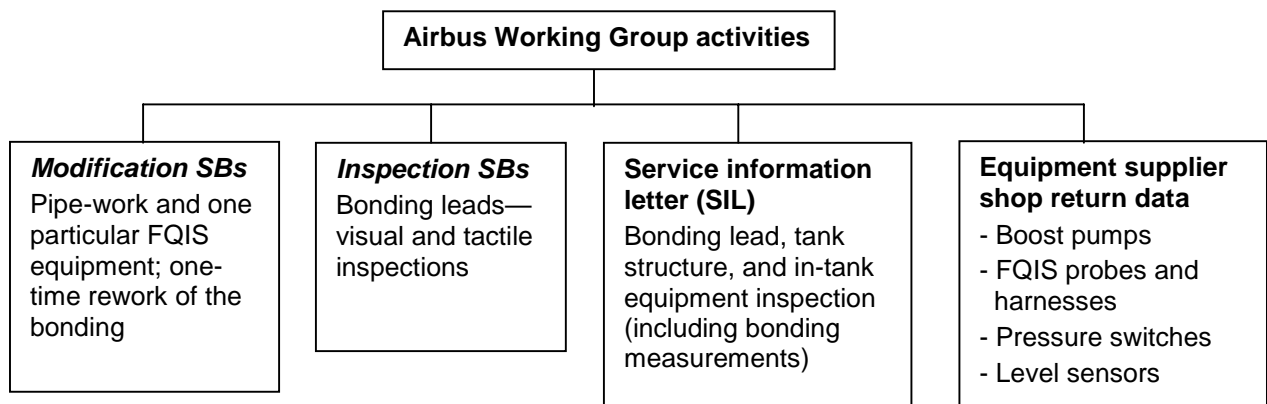 Airbus Working Group activities
Modification SBs
Pipe-work and one
particular FQIS
equipment; one-
time rework of the
bonding
Inspection SBs
Bonding leads—
visual and tactile
inspections
Service information
letter (SIL)
Bonding lead, tank
structure, and in-tank
equipment inspection
(including bonding
measurements)
Equipment supplier
shop return data
- Boost pumps
- FQIS probes and
harnesses
- Pressure switches
- Level sensors